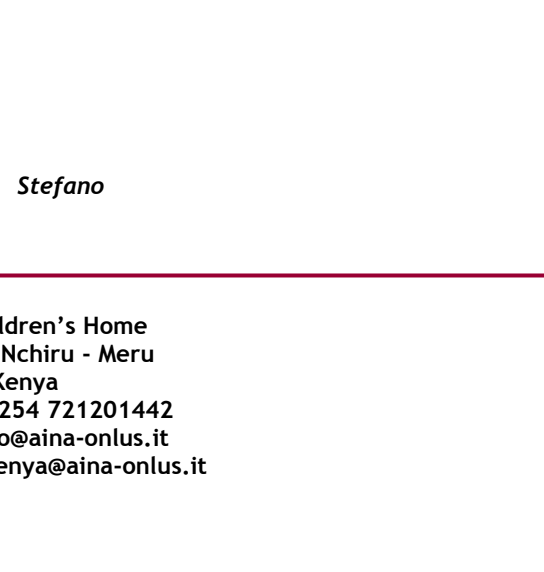 Stefano
ldren’s Home
Nchiru - Meru
Kenya
254 721201442
o@aina-onlus.it
enya@aina-onlus.it